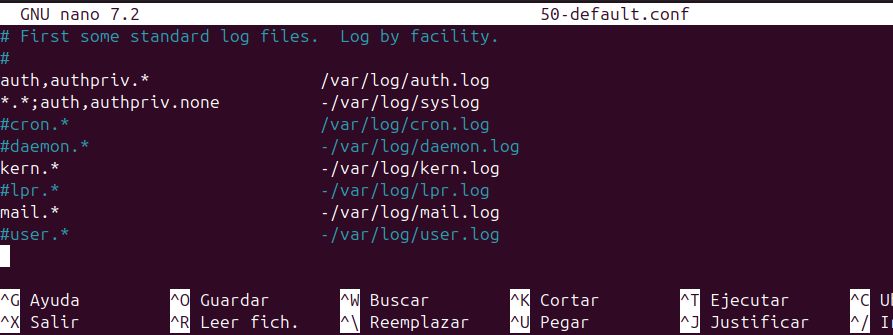 GNU nano 7.2 50-default.conf
# First some standard log files.  Log by facility.
#
auth,authpriv.* /var/log/auth.log
*.*;auth,authpriv.none -/var/log/syslog
#cron.* /var/log/cron.log
#daemon.* -/var/log/daemon.log
kern.* -/var/log/kern.log
#lpr.* -/var/log/lpr.log
mail.* -/var/log/mail.log
#user.* -/var/log/user.log
^G Ayuda ^O Guardar ^W Buscar ^K Cortar ^T Ejecutar ^C
^X Salir ^R Leer fich. ^\ Reemplazar ^U Pegar ^J Justificar ^/